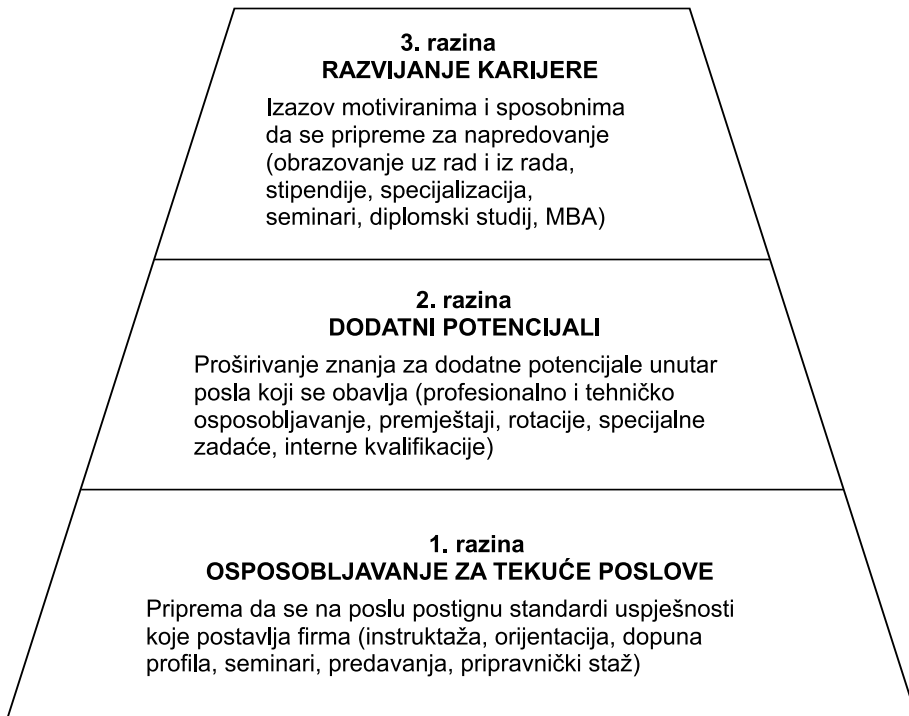 3. razina
RAZVIJANJE KARIJERE
Izazov motiviranima i sposobnima
da se pripreme za napredovanje
(obrazovanje uz rad i iz rada,
stipendije, specijalizacija,
seminari, diplomski studij, MBA)
2. razina
DODATNI POTENCIJALI
Proširivanje znanja za dodatne potencijale unutar
posla koji se obavlja (profesionalno i tehničko
osposobljavanje, premještaji, rotacije, specijalne
zadaće, interne kvalifikacije)
1. razina
OSPOSOBLJAVANJE ZA TEKUĆE POSLOVE
Priprema da se na poslu postignu standardi uspješnosti
koje postavlja firma (instruktaža, orijentacija, dopuna
profila, seminari, predavanja, pripravnički staž)